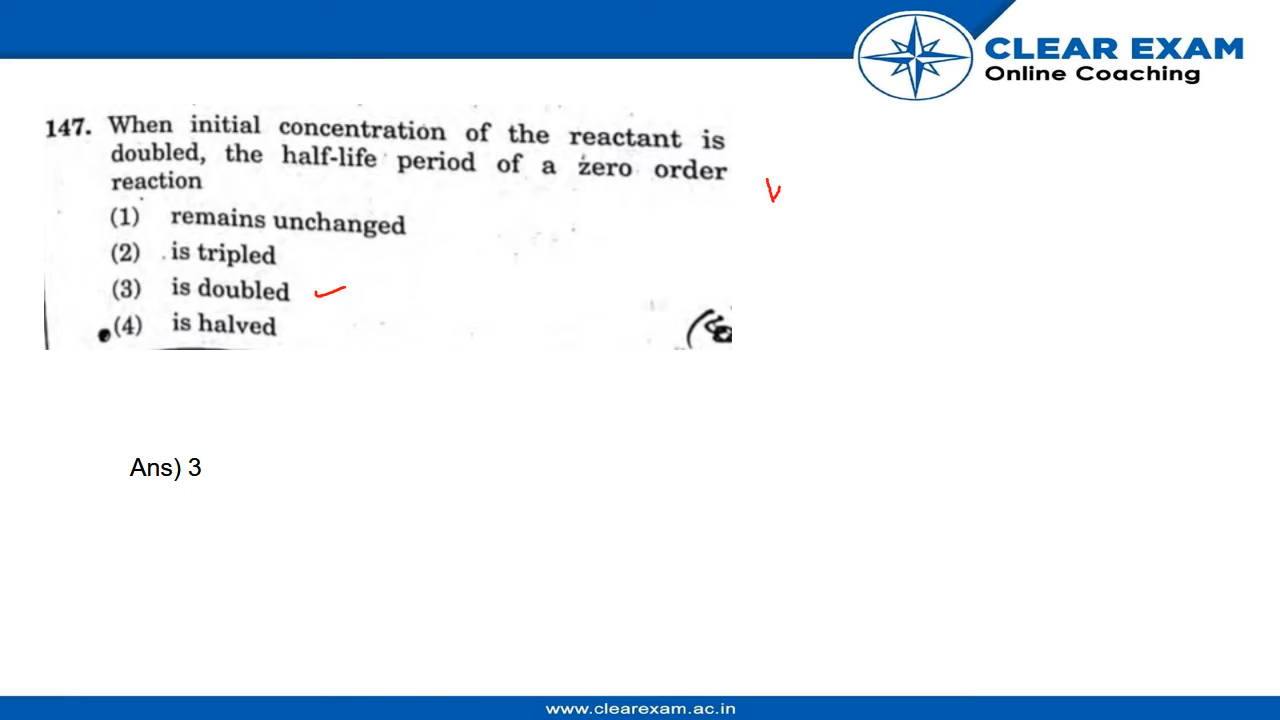 CLEAR EXAM
Online Coaching
147. When initial concentration of the reactant is
doubled, the half-life period of a zero order
reaction
(1) remains unchanged
(2) is tripled
(3) is doubled
(4) is halved
Ans) 3
www.clearexam.ac.in